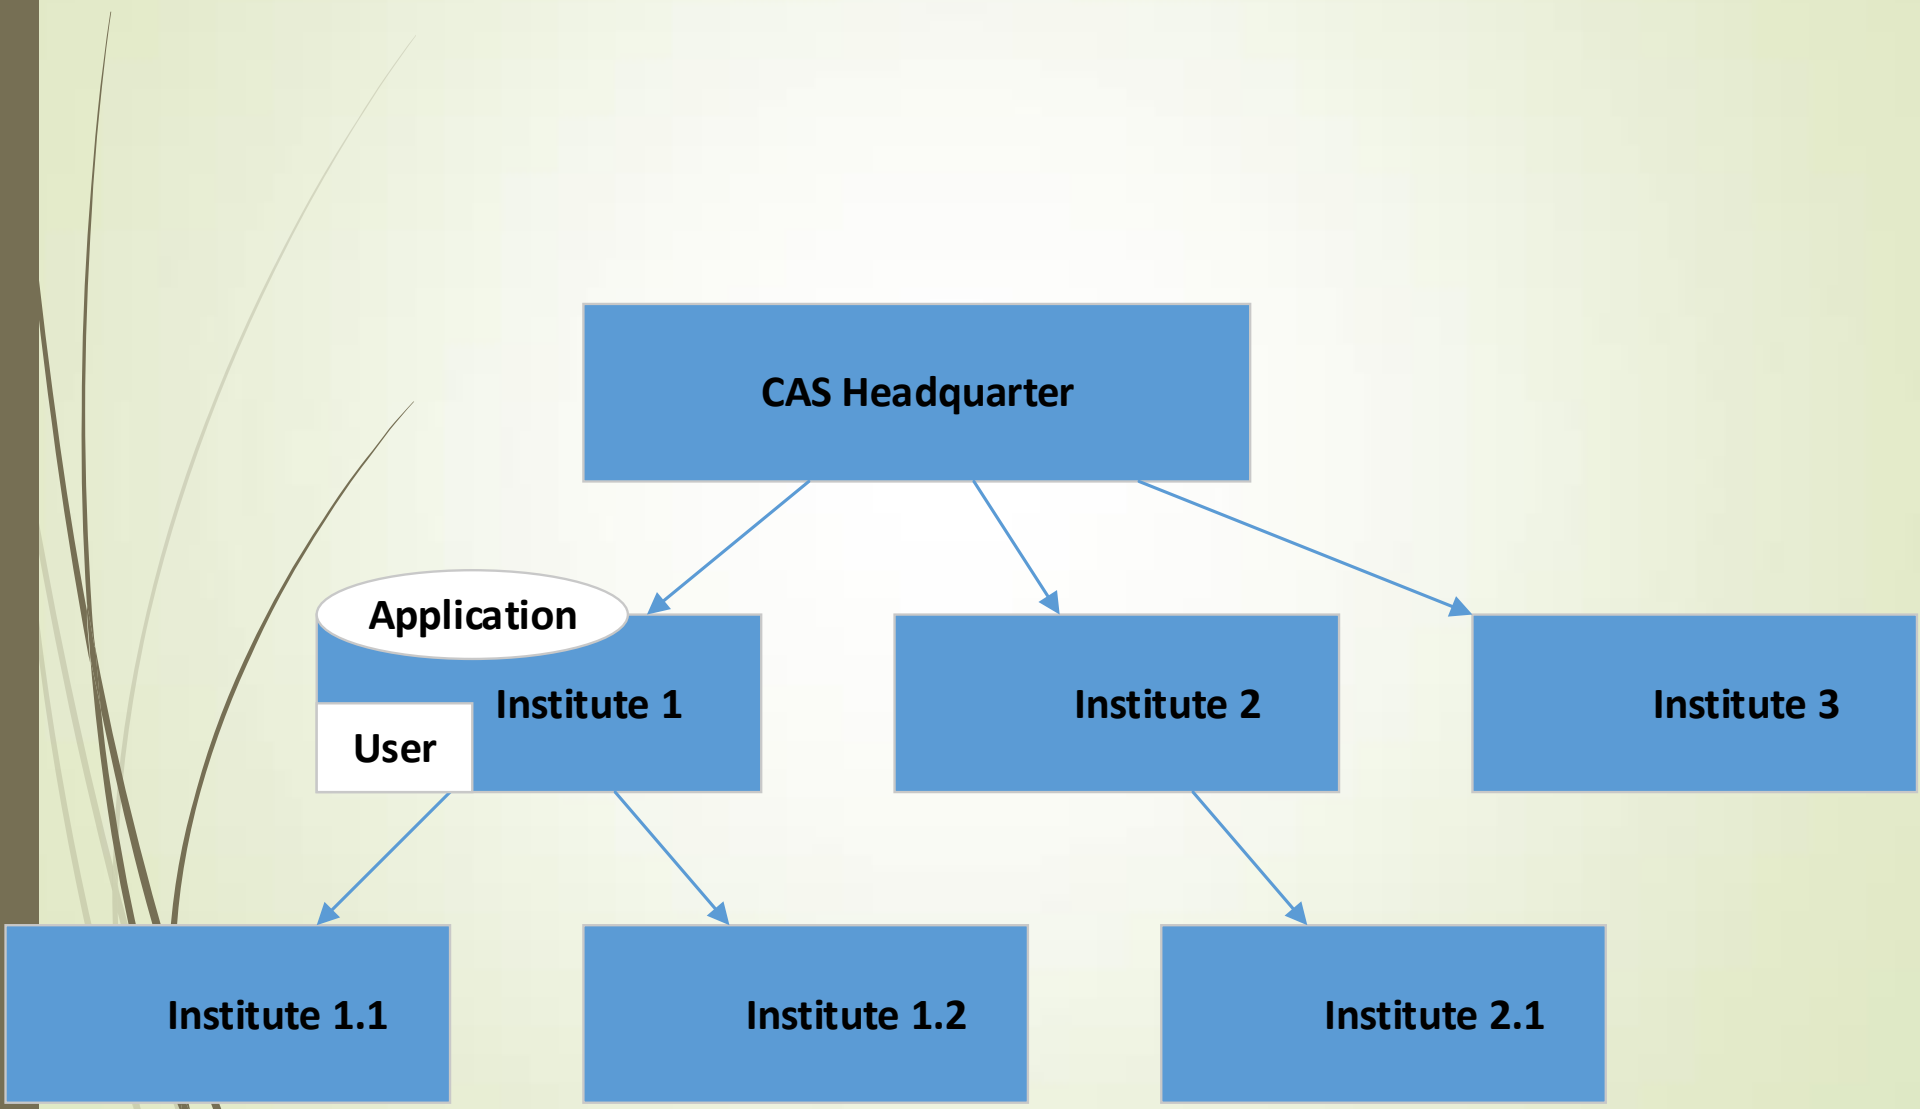 CAS Headquarter
Application
Institute 1
User
Institute 2
Institute 3
Institute 1.1
Institute 1.2
Institute 2.1